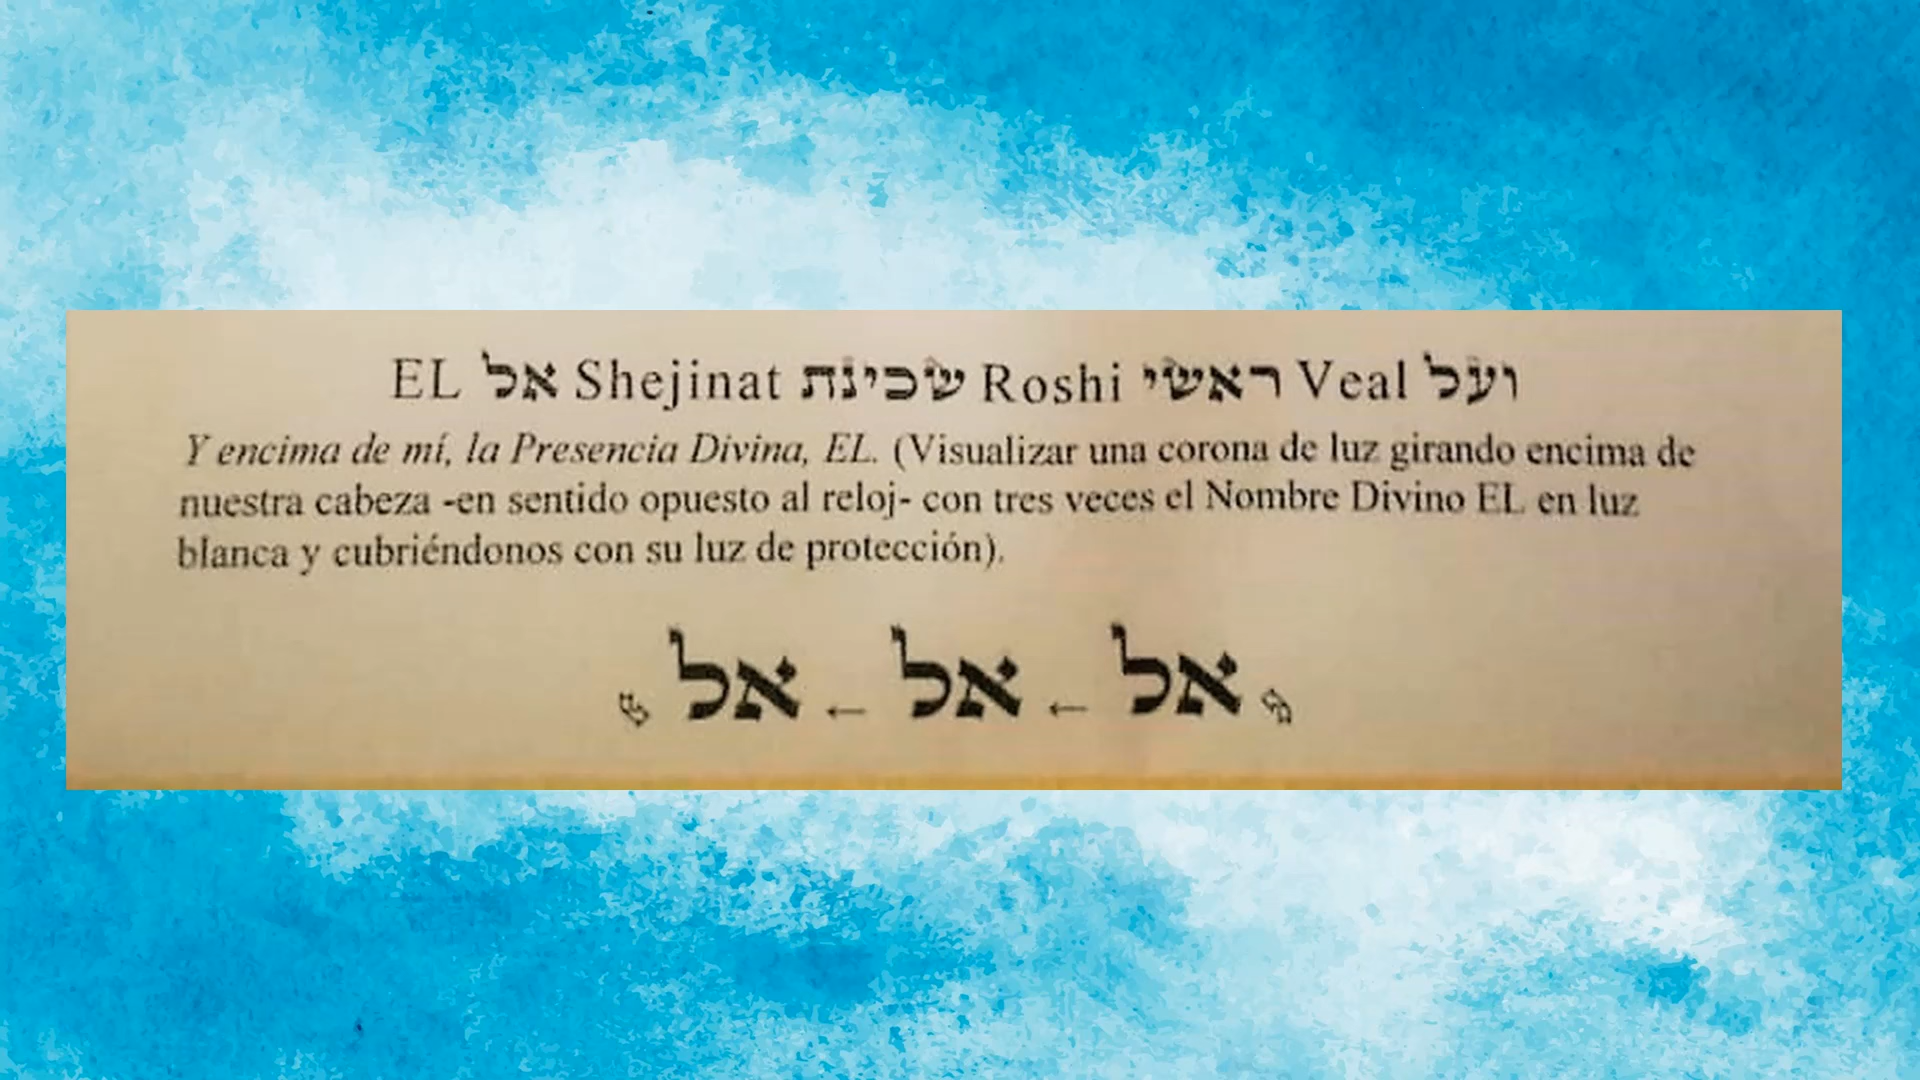 EL אל Shejinat שכינת Roshi ראשי Veal ועל
Y encima de mí, la Presencia Divina, EL. (Visualizar una corona de luz girando encima de
nuestra cabeza -en sentido opuesto al reloj- con tres veces el Nombre Divino EL en luz
blanca y cubriéndonos con su luz de protección).
אל ← אל ← אל